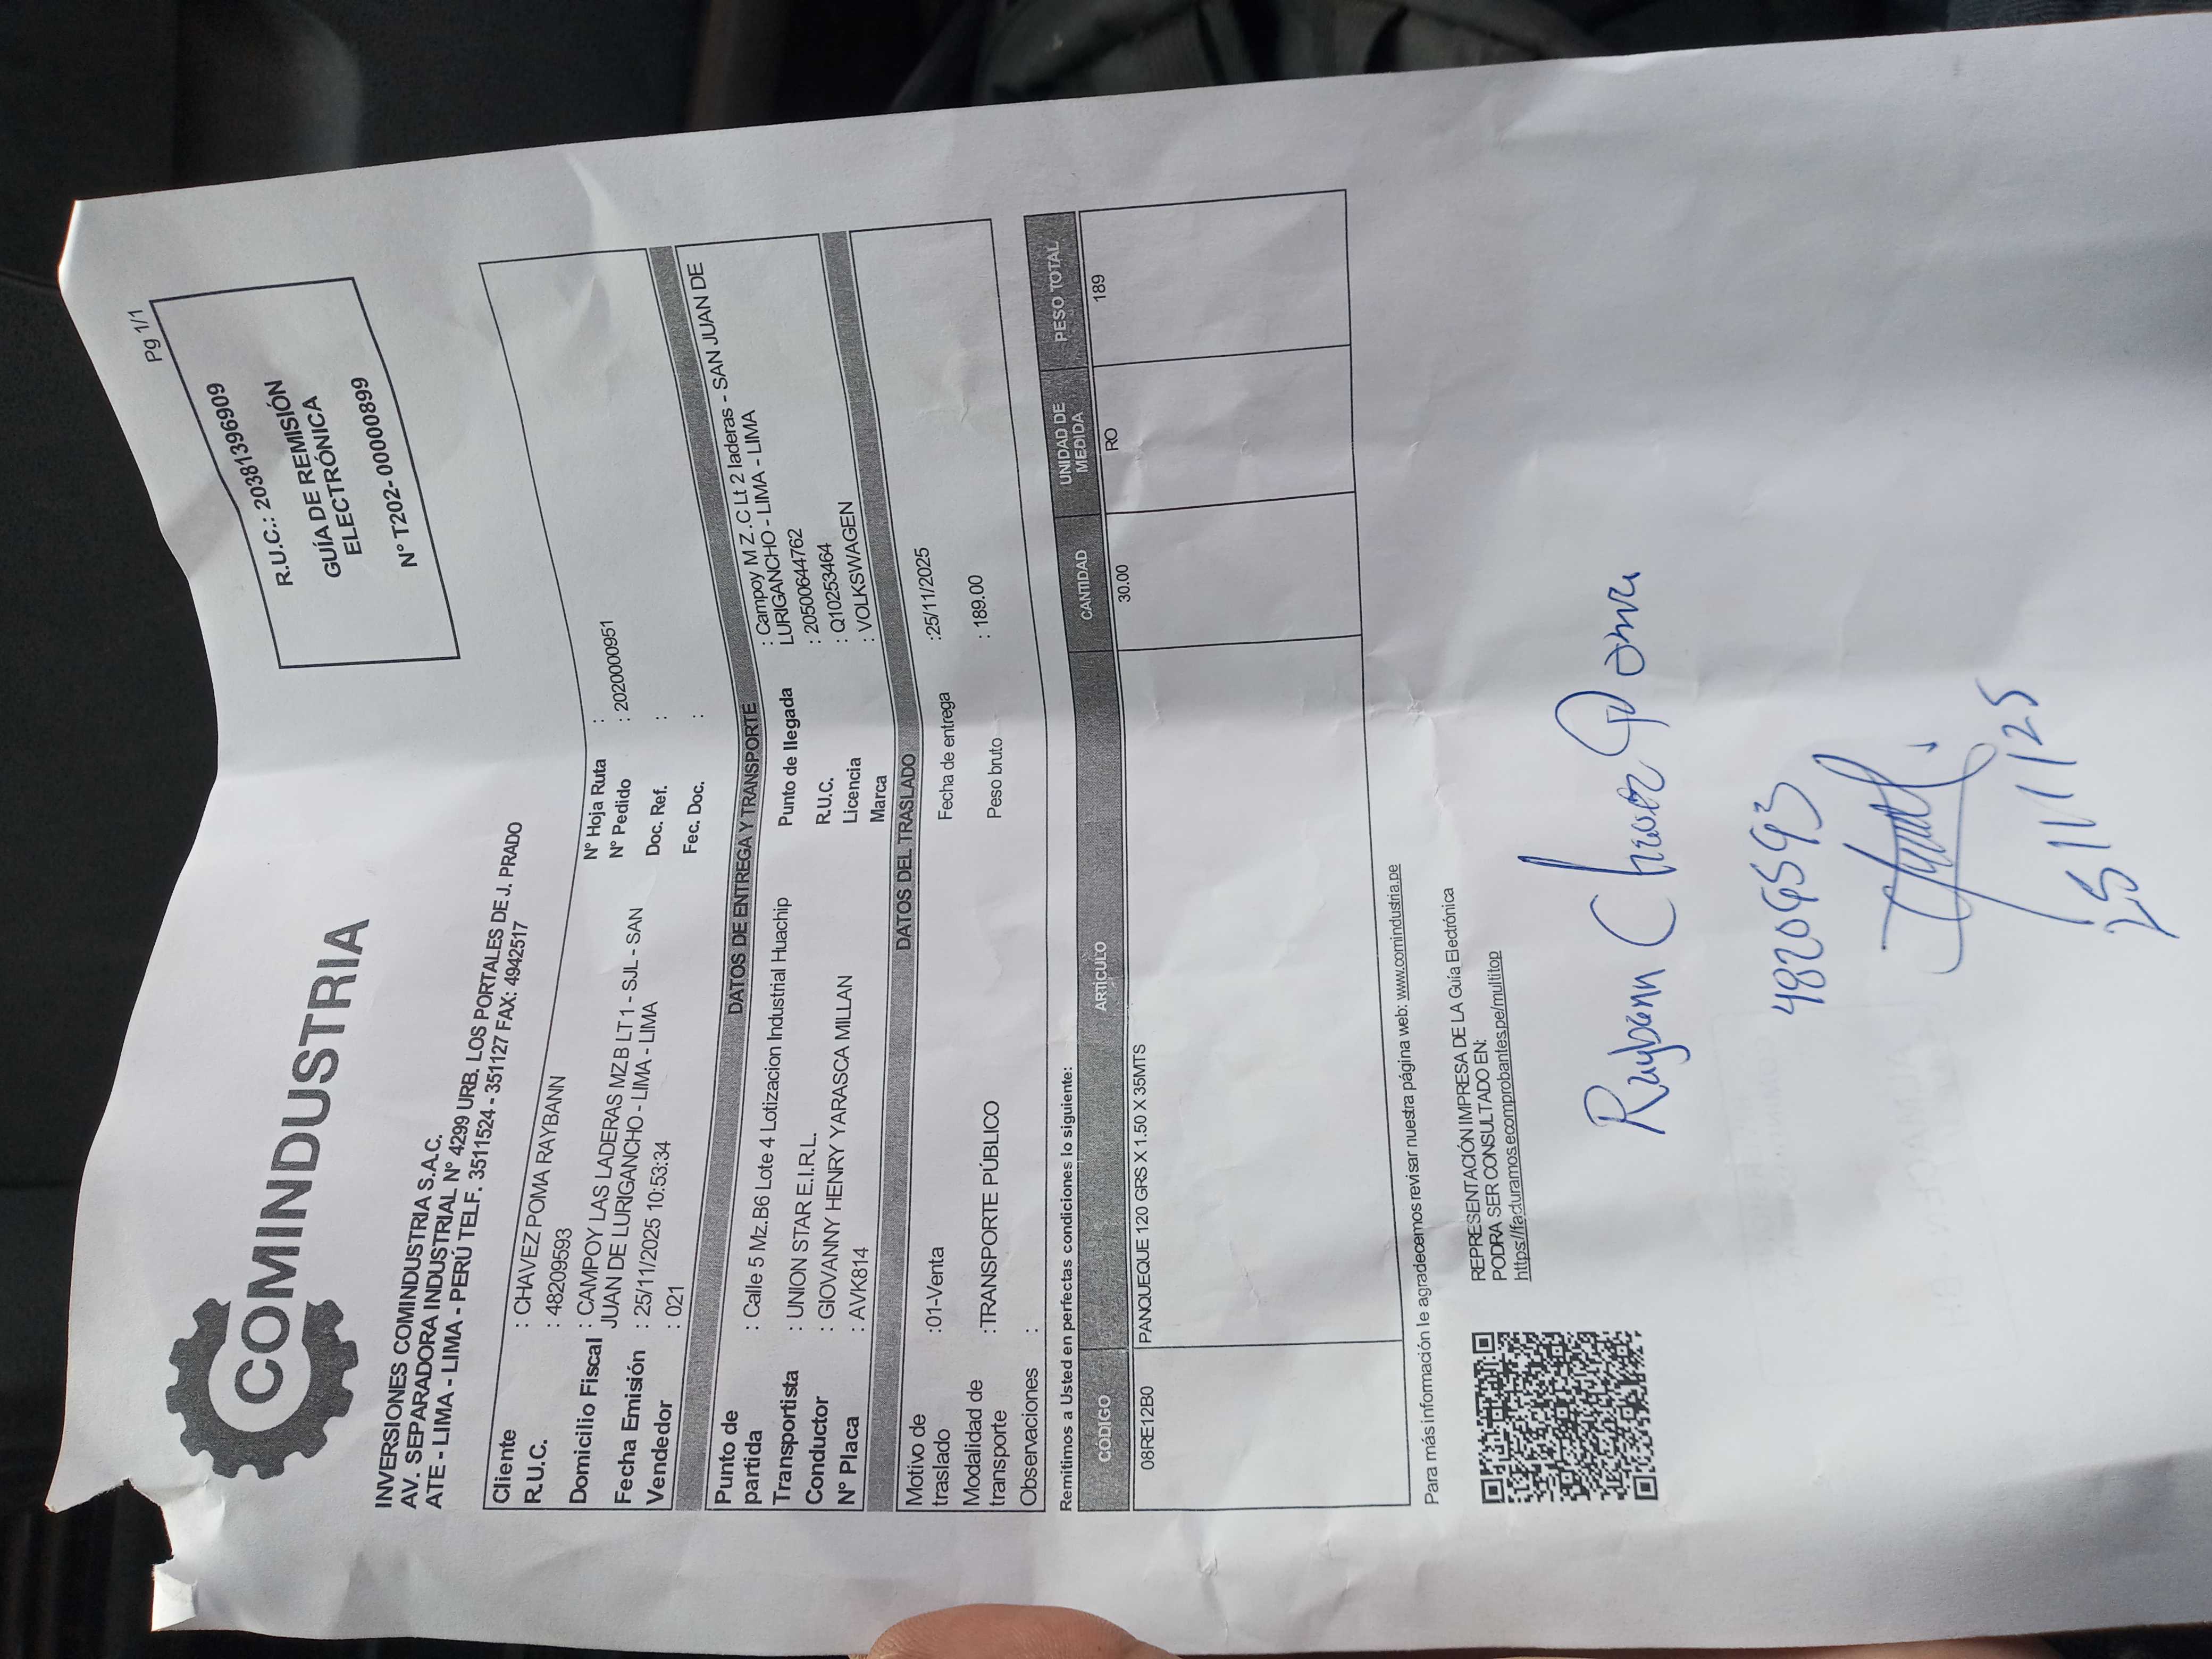 Pg 1/1
COMINDUSTRIA
R.U.C.: 20381396909
GUÍA DE REMISIÓN
ELECTRÓNICA
N° T202-00000899
INVERSIONES COMINDUSTRIA S.A.C.
AV. SEPARADORA INDUSTRIAL N° 4299 URB. LOS PORTALES DE J. PRADO
ATE - LIMA - LIMA - PERÚ TELF. 3511524 - 351127 FAX: 4942517
Cliente : CHAVEZ POMA RAYBANN
R.U.C. : 48209593
N° Hoja Ruta :
Domicilio Fiscal : CAMPOY LAS LADERAS MZB LT1 - SJL - SAN
JUAN DE LURIGANCHO - LIMA - LIMA
N° Pedido : 2020000951
Fecha Emisión : 25/11/2025 10:53:34
Doc. Ref. :
Vendedor : 021
Fec. Doc. :
DATOS DE ENTREGA Y TRANSPORTE
Punto de
partida : Calle 5 Mz.B6 Lote 4 Lotizacion Industrial Huachip
Punto de llegada : Campoy M Z . C Lt 2 laderas - SAN JUAN DE
LURIGANCHO - LIMA - LIMA
Transportista : UNION STAR E.I.R.L.
R.U.C. : 20500644762
Conductor : GIOVANNY HENRY YARASCA MILLAN
Licencia : Q10253464
N° Placa : AVK814
Marca : VOLKSWAGEN
DATOS DEL TRASLADO
Motivo de
traslado :01-Venta
Fecha de entrega :25/11/2025
Modalidad de
transporte :TRANSPORTE PÚBLICO
Peso bruto : 189.00
Observaciones :
Remitimos a Usted en perfectas condiciones lo siguiente:
CODIGO ARTÍCULO CANTIDAD UNIDAD DE MEDIDA PESO TOTAL
08RE12B0 PANQUEQUE 120 GRS X 1.50 X 35MTS 30.00 RO 189
Para más información le agradecemos revisar nuestra página web: www.comindustria.pe
REPRESENTACIÓN IMPRESA DE LA Guía Electrónica
PODRA SER CONSULTADO EN:
https://facturamos.ecomprobantes.pe/multitop
Raybann Chavez Poma
48209593
25/11/25